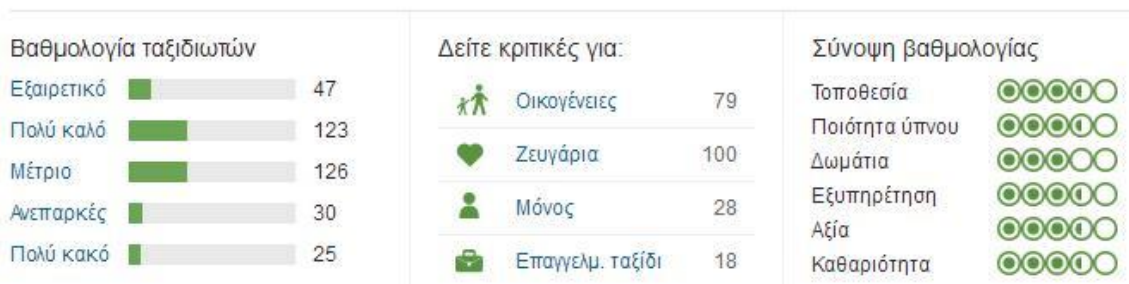 Βαθμολογία ταξιδιωτών
Εξαιρετικό 47
Πολύ καλό 123
Μέτριο 126
Ανεπαρκές 30
Πολύ κακό 25
Δείτε κριτικές για:
Οικογένειες 79
Ζευγάρια 100
Μόνος 28
Επαγγελμ. ταξίδι 18
Σύνοψη βαθμολογίας
Τοποθεσία
Ποιότητα ύπνου
Δωμάτια
Εξυπηρέτηση
Αξία
Καθαριότητα